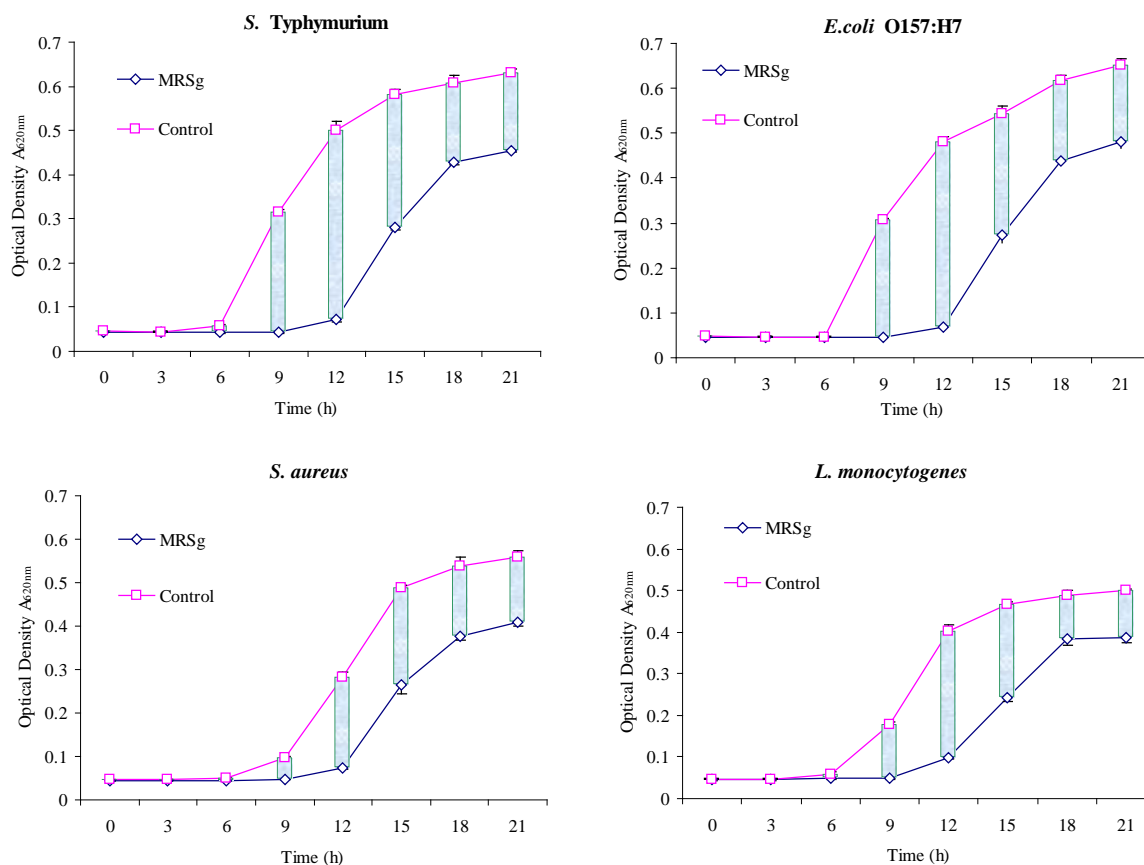 S. Typhymurium
0.7
0.6
0.5
0.4
0.3
0.2
0.1
0
Optical Density A620nm
MRSg
Control
0 3 6 9 12 15 18 21
Time (h)
E.coli O157:H7
0.7
0.6
0.5
0.4
0.3
0.2
0.1
0
Optical Density A620nm
MRSg
Control
0 3 6 9 12 15 18 21
Time (h)
S. aureus
0.7
0.6
0.5
0.4
0.3
0.2
0.1
0
Optical Density A620nm
MRSg
Control
0 3 6 9 12 15 18 21
Time (h)
L. monocytogenes
0.7
0.6
0.5
0.4
0.3
0.2
0.1
0
Optical Density A620nm
MRSg
Control
0 3 6 9 12 15 18 21
Time (h)